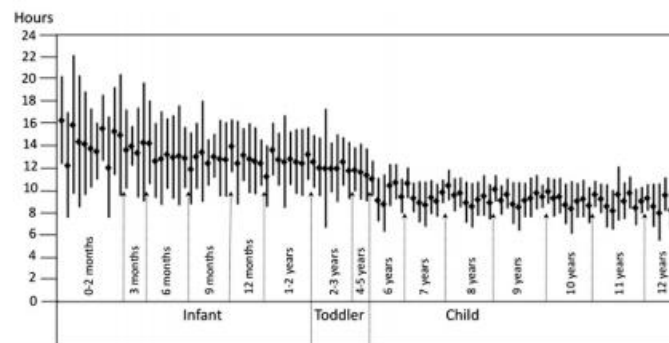 Hours
24
22
20
18
16
14
12
10
8
6
4
2
0
0-2 months
3 months
6 months
9 months
12 months
1-2 years
2-3 years
4-5 years
6 years
7 years
8 years
9 years
10 years
11 years
12 years
Infant
Toddler
Child